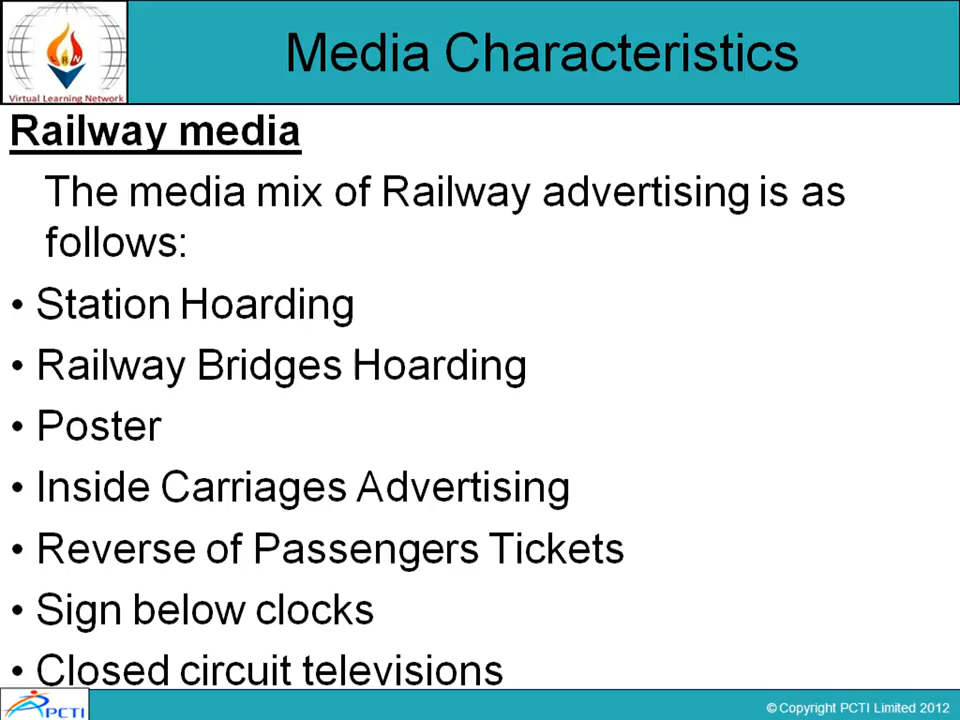 Media Characteristics
RN
Virtual Learning Network
Railway media
The media mix of Railway advertising is as
follows:
• Station Hoarding
• Railway Bridges Hoarding
• Poster
• Inside Carriages Advertising
• Reverse of Passengers Tickets
• Sign below clocks
• Closed circuit televisions
PCTI
© Copyright PCTI Limited 2012